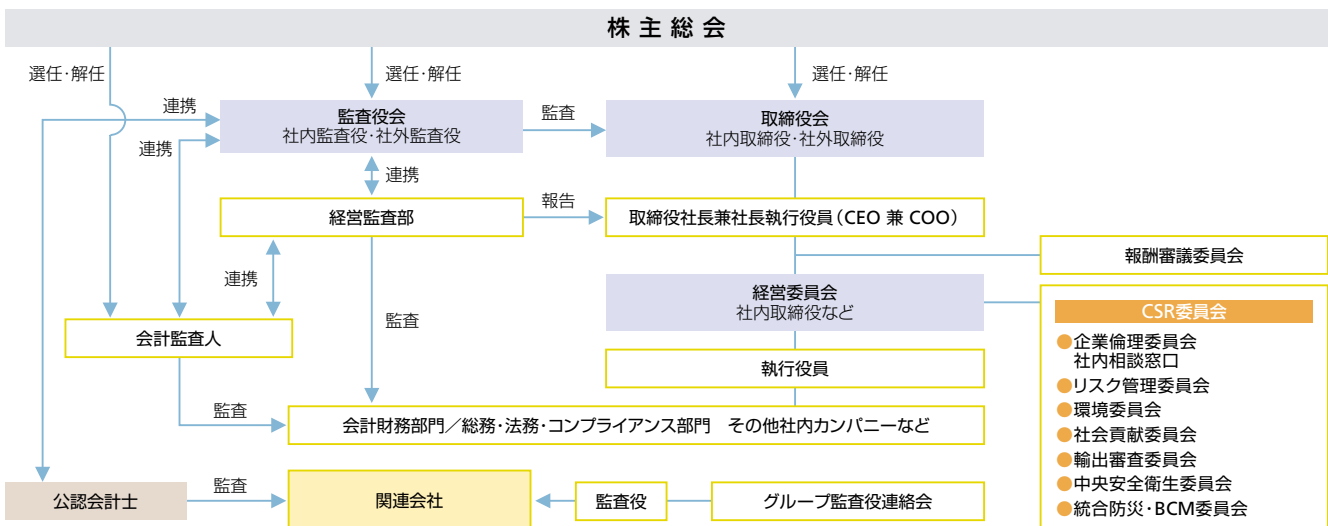 株主総会
選任・解任
選任・解任
選任・解任
連携
監査役会
社内監査役・社外監査役
監査
取締役会
社内取締役・社外取締役
連携
連携
経営監査部
報告
取締役社長兼社長執行役員（CEO 兼 COO）
報酬審議委員会
連携
経営委員会
社内取締役など
会計監査人
監査
執行役員
監査
会計財務部門／総務・法務・コンプライアンス部門　その他社内カンパニーなど
CSR委員会
●企業倫理委員会
社内相談窓口
●リスク管理委員会
●環境委員会
●社会貢献委員会
●輸出審査委員会
●中央安全衛生委員会
●統合防災・BCM委員会
公認会計士
監査
関連会社
監査役
グループ監査役連絡会